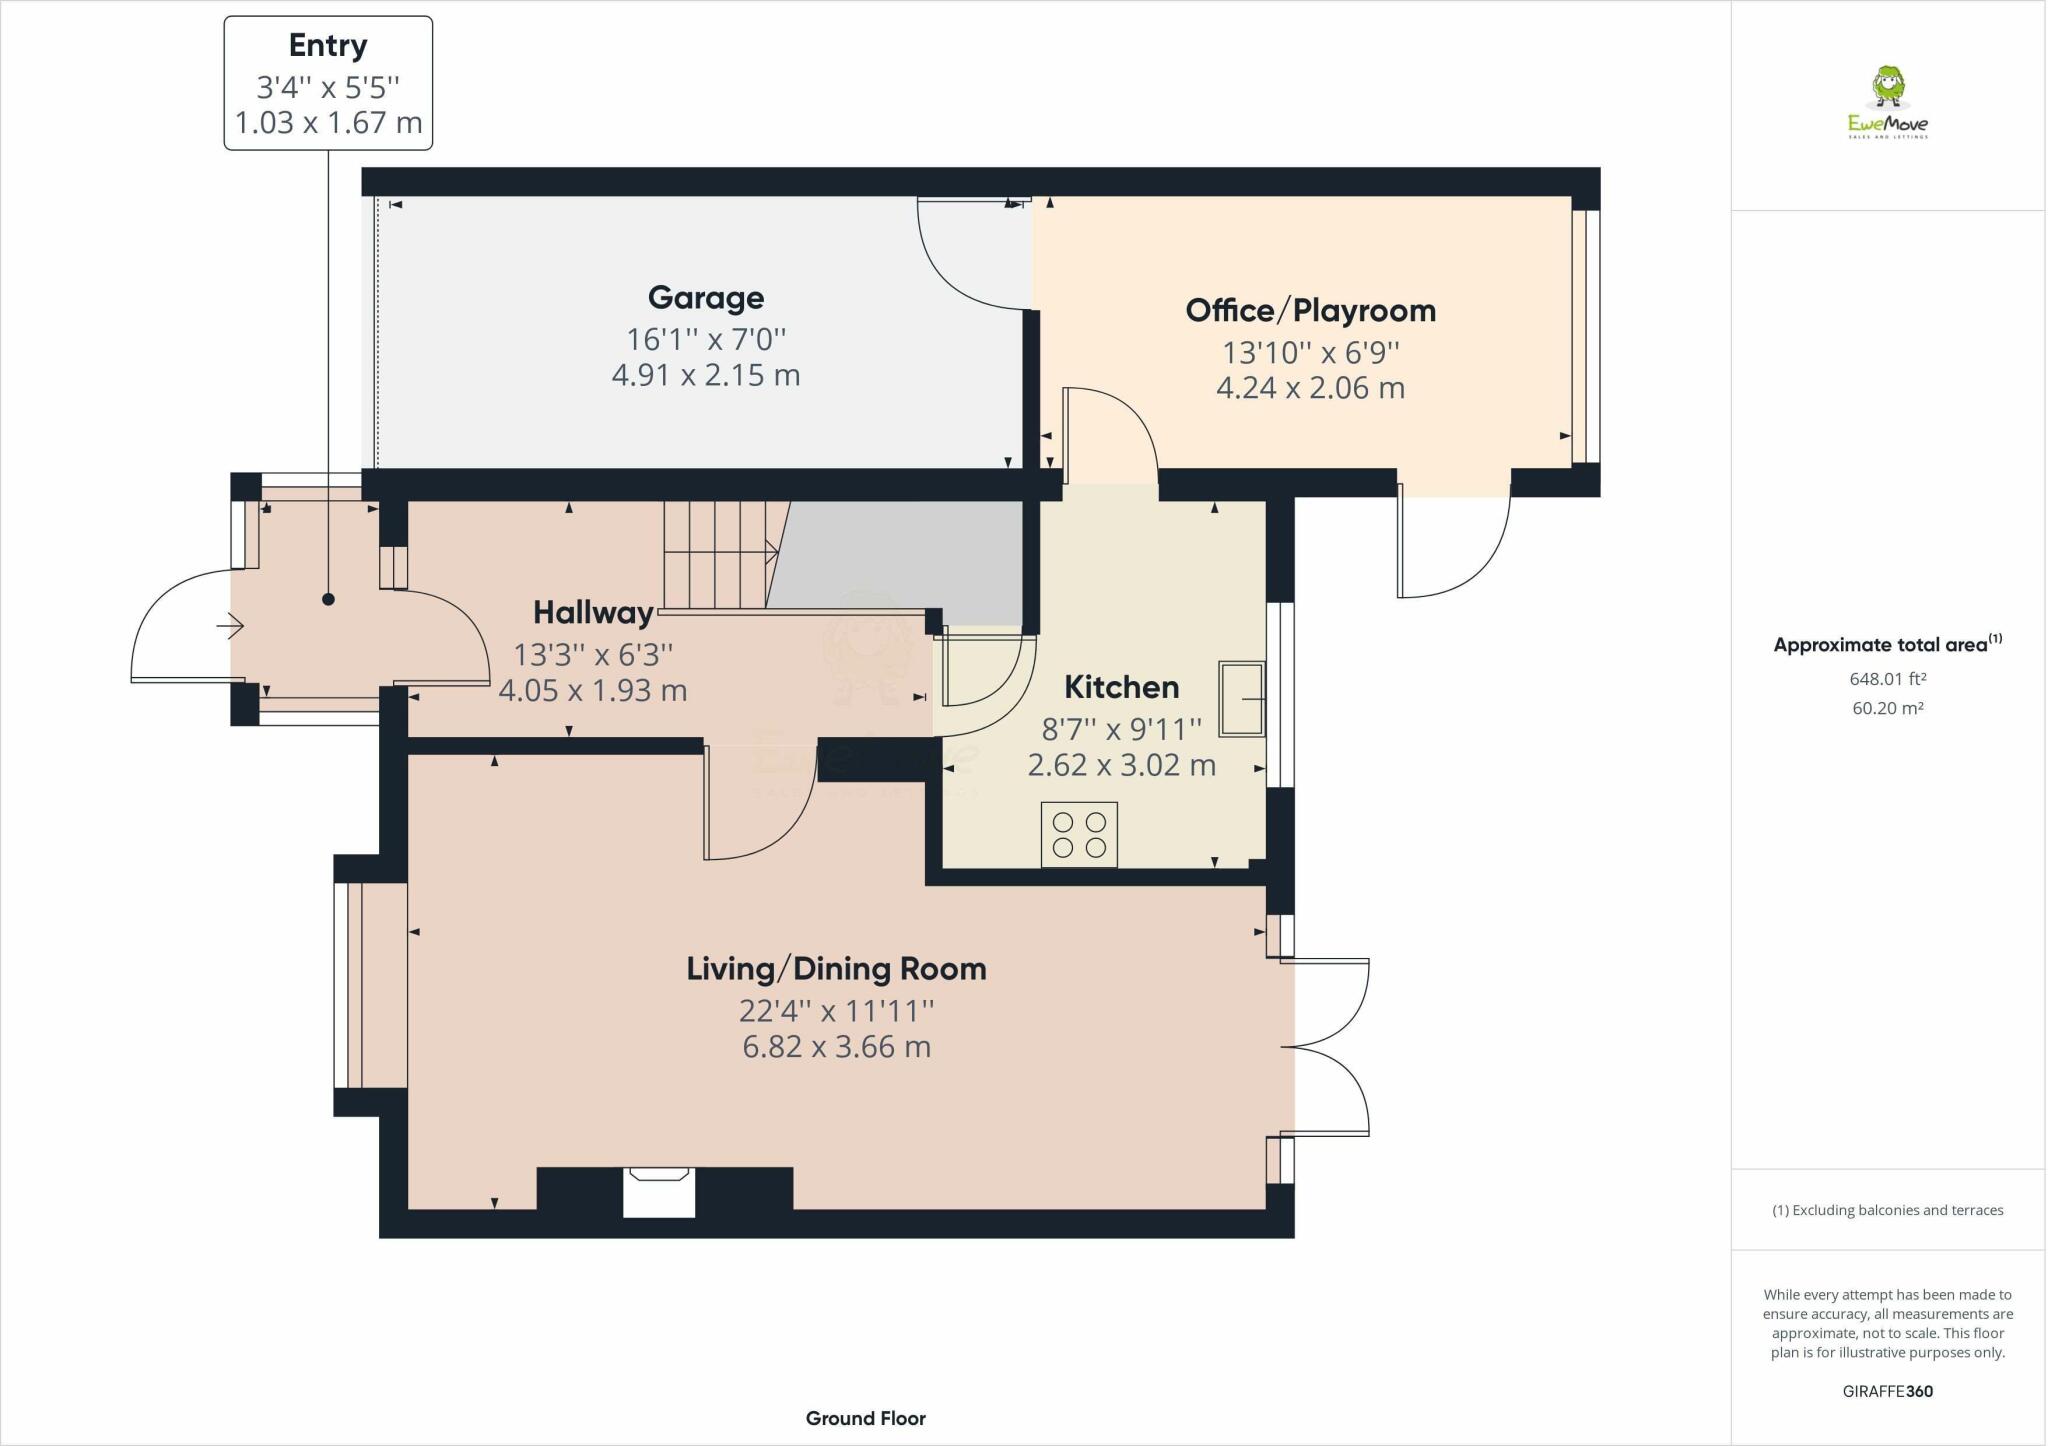 Entry
3'4'' x 5'5''
1.03 x 1.67 m
Garage
16'1'' x 7'0''
4.91 x 2.15 m
Office/Playroom
13'10'' x 6'9''
4.24 x 2.06 m
Hallway
13'3'' x 6'3''
4.05 x 1.93 m
Kitchen
8'7'' x 9'11''
2.62 x 3.02 m
EweMove
SALES AND LETTINGS
Living/Dining Room
22'4'' x 11'11''
6.82 x 3.66 m
Ground Floor
EweMove
SALES AND LETTINGS
Approximate total area(1)
648.01 ft²
60.20 m²
(1) Excluding balconies and terraces
While every attempt has been made to
ensure accuracy, all measurements are
approximate, not to scale. This floor
plan is for illustrative purposes only.
GIRAFFE360